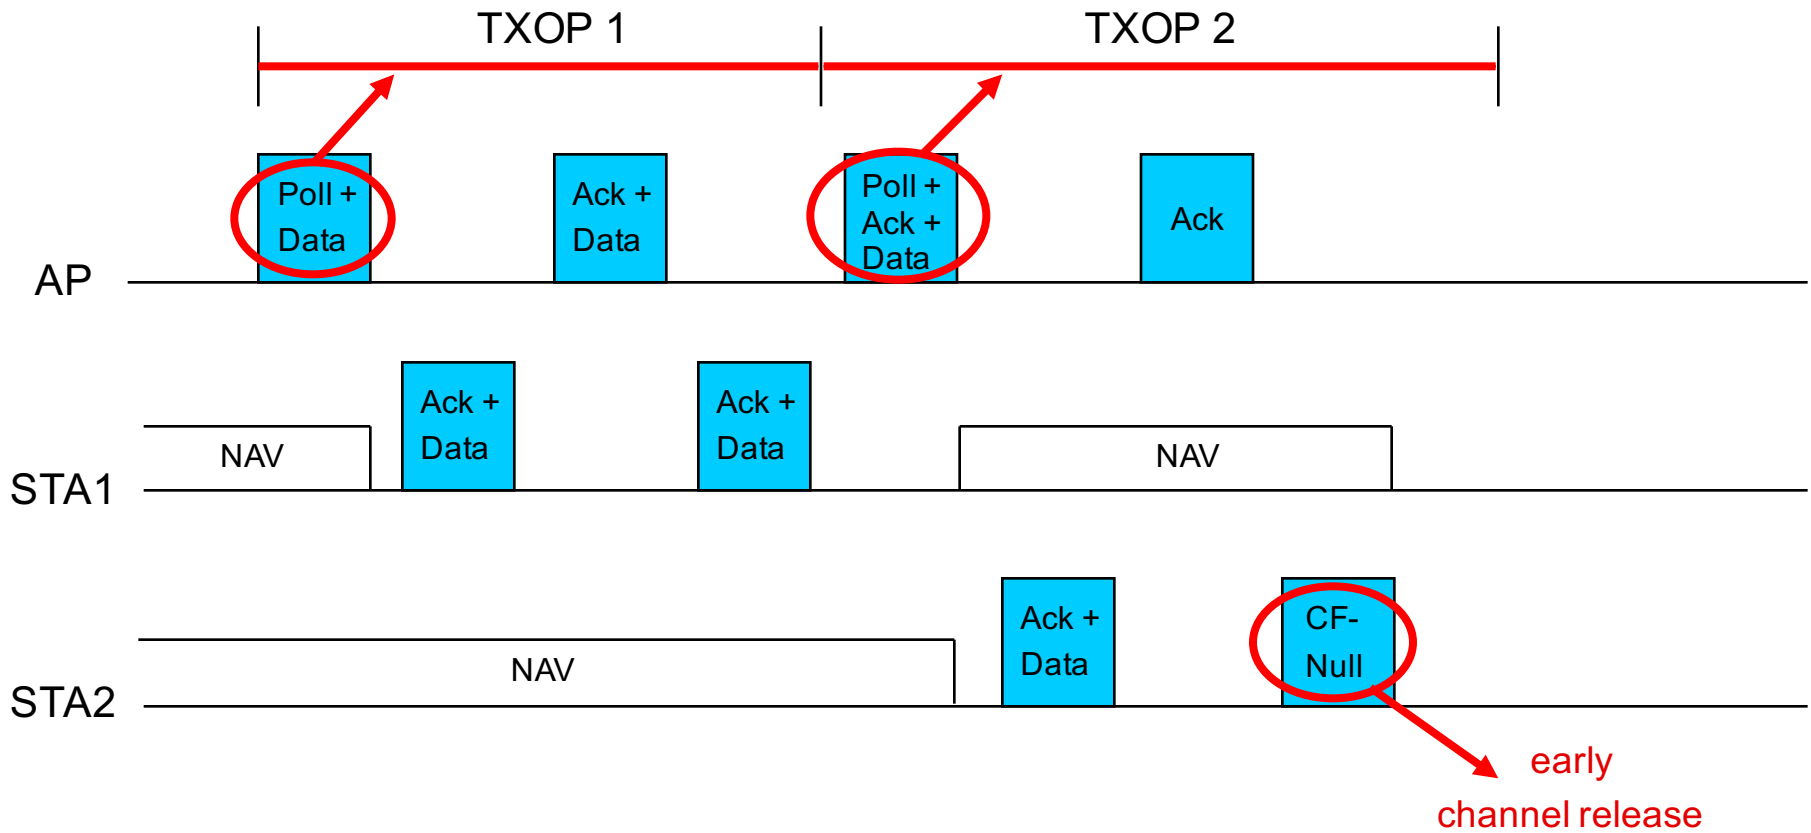 TXOP 1
TXOP 2
Poll +
Data
Ack +
Data
Poll +
Ack +
Data
Ack
AP
Ack +
Data
Ack +
Data
NAV
NAV
STA1
Ack +
Data
CF-
Null
NAV
STA2
early
channel release